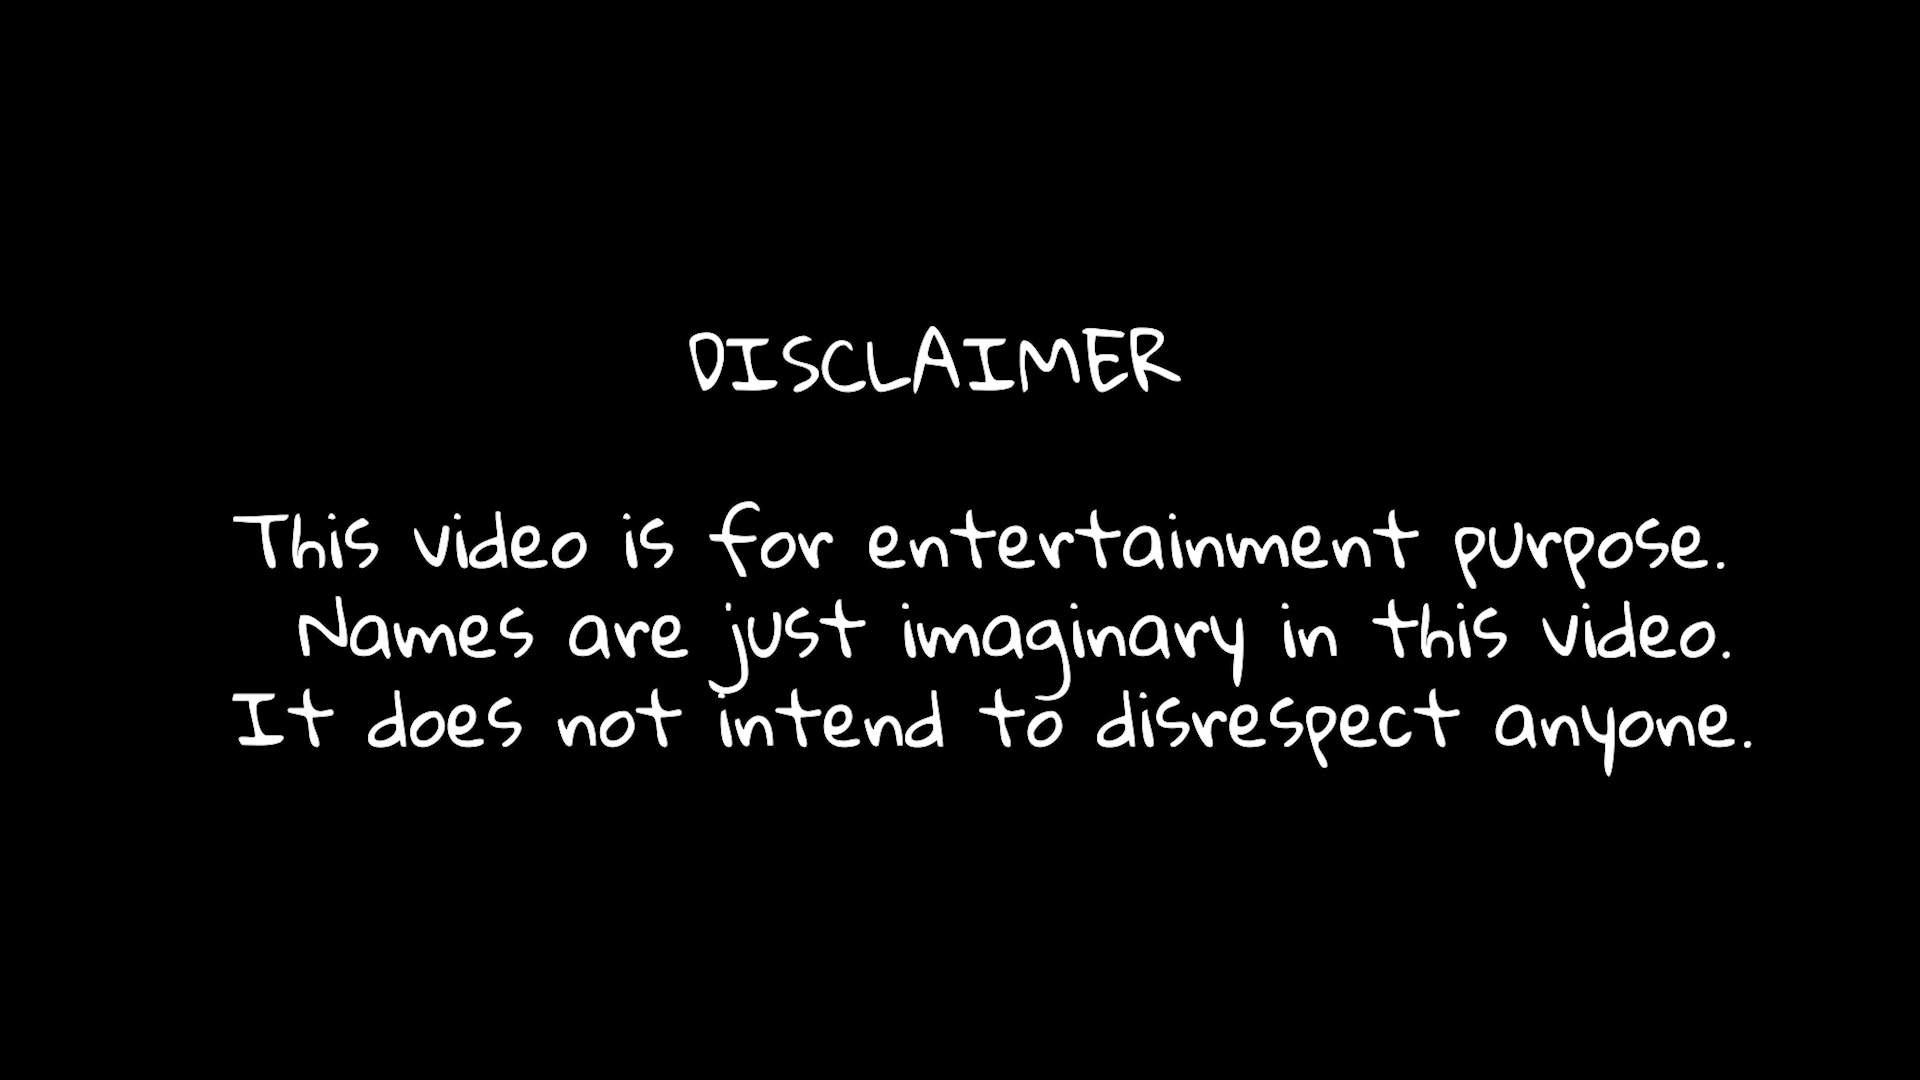 DISCLAIMER
This video is for entertainment purpose.
Names are just imaginary in this video.
It does not intend to disrespect anyone.